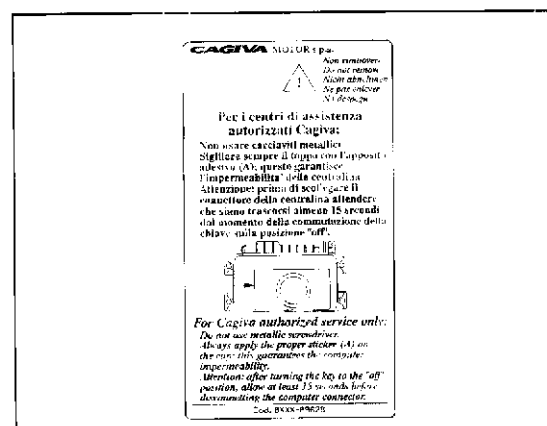 CAGIVA MOTOR s.p.a.
Non rimuovere
Do not remove
Nicht abnehmen
Ne pas enlever
No despegu
Per i centri di assistenza
autorizzati Cagiva:
Non usare cacciaviti metallici
Sigillare sempre il tappo con l'apposito
adesivo (A); questo garantisce
l'impermeabilita' della centralina
Attenzione: prima di scollegare il
connettore della centralina attendere
che siano trascorsi almeno 15 secondi
dal momento della commutazione della
chiave sulla posizione "off".
For Cagiva authorized service only:
Do not use metallic screwdriver.
Always apply the proper sticker (A) on
the cap: this guarantees the computer
impermeability.
Attention: after turning the key to the "off"
position, allow at least 15 seconds before
disconnecting the computer connector.
Cod. 8XXX-89628